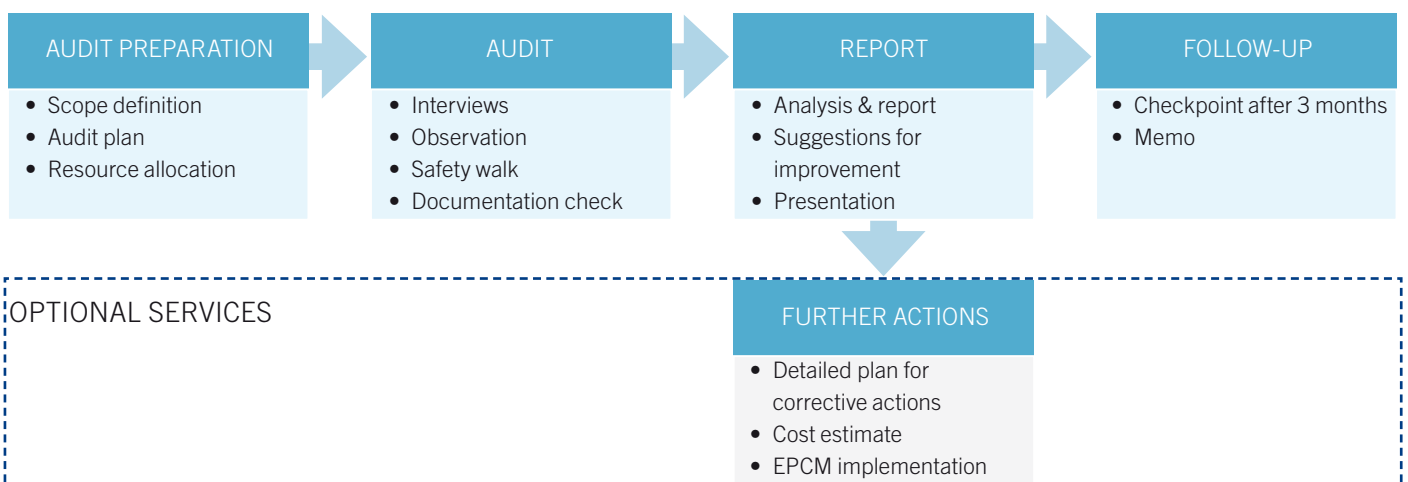 AUDIT PREPARATION
• Scope definition
• Audit plan
• Resource allocation
AUDIT
• Interviews
• Observation
• Safety walk
• Documentation check
REPORT
• Analysis & report
• Suggestions for
improvement
• Presentation
FOLLOW-UP
• Checkpoint after 3 months
• Memo
OPTIONAL SERVICES
FURTHER ACTIONS
• Detailed plan for
corrective actions
• Cost estimate
• EPCM implementation